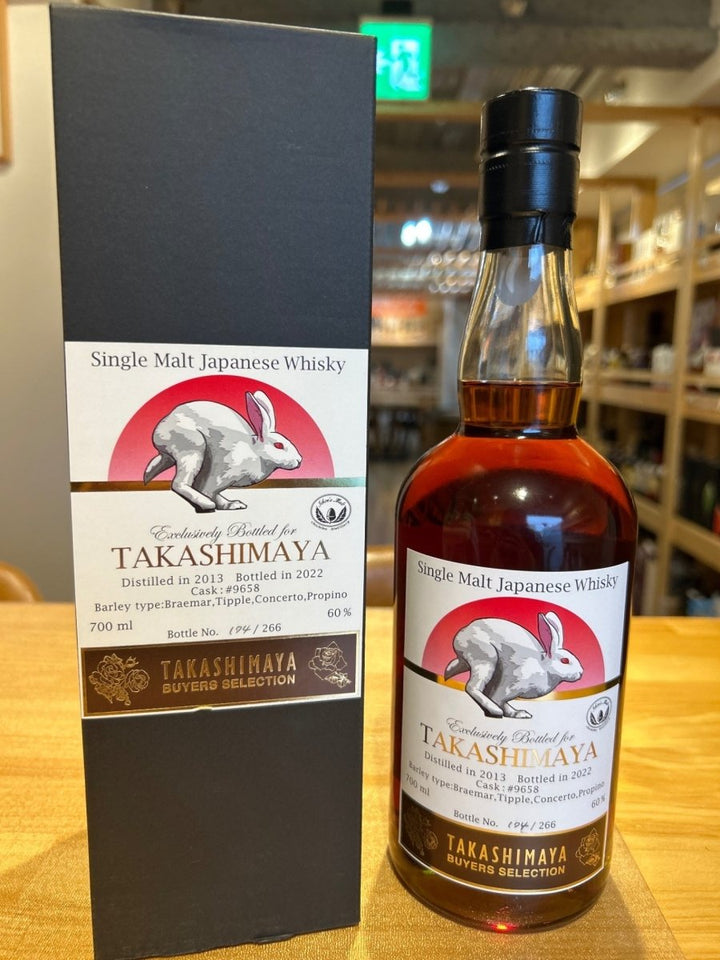 Single Malt Japanese Whisky
Ichiro's Malt
Exclusively Bottled for
TAKASHIMAYA
Distilled in 2013 Bottled in 2022
Cask : #9658
Barley type:Braemar,Tipple,Concerto,Propino
700 ml 60%
Bottle No. 194/ 266
TAKASHIMAYA
BUYERS SELECTION
Single Malt Japanese Whisky
Exclusively Bottled for
TAKASHIMAYA
Distilled in 2013 Bottled in 2022
Cask : #9658
Barley type:Braemar,Tipple,Concerto,Propino
700 ml 60%
Bottle No. 194/ 266
TAKASHIMAYA
BUYERS SELECTION